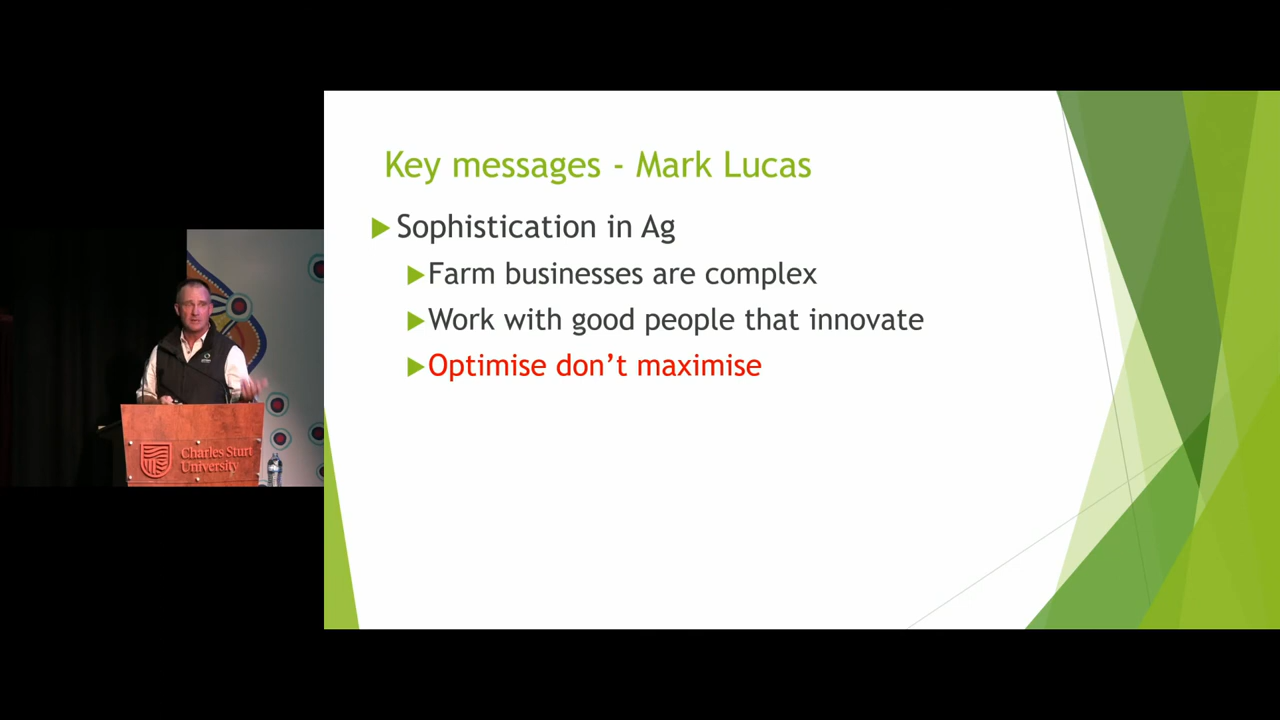 Key messages - Mark Lucas
Sophistication in Ag
Farm businesses are complex
Work with good people that innovate
Optimise don't maximise
Charles Sturt
University